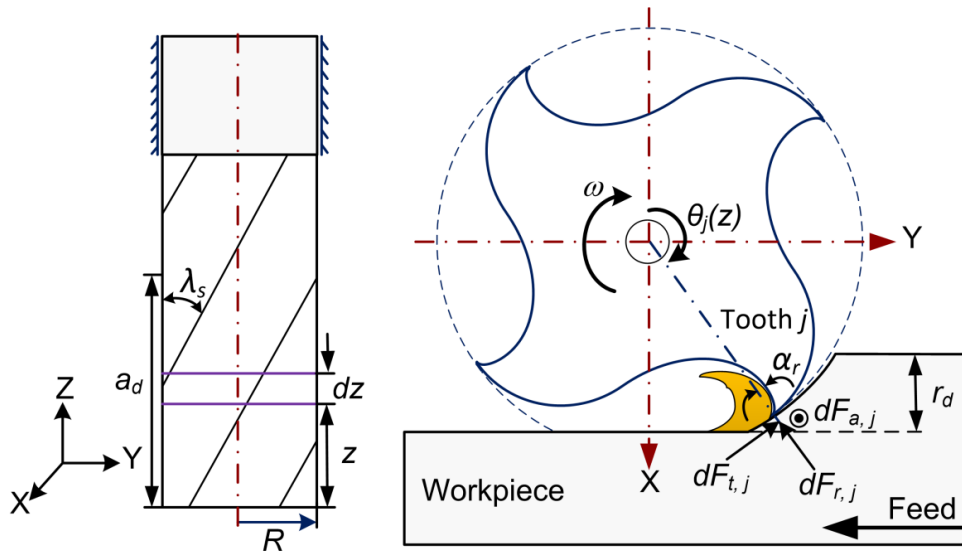 λs
ad
dz
z
Z
Y
X
R
ω
θj(z)
Y
Tooth j
αr
rd
dFa, j
X
dFt, j
dFr, j
Workpiece
Feed